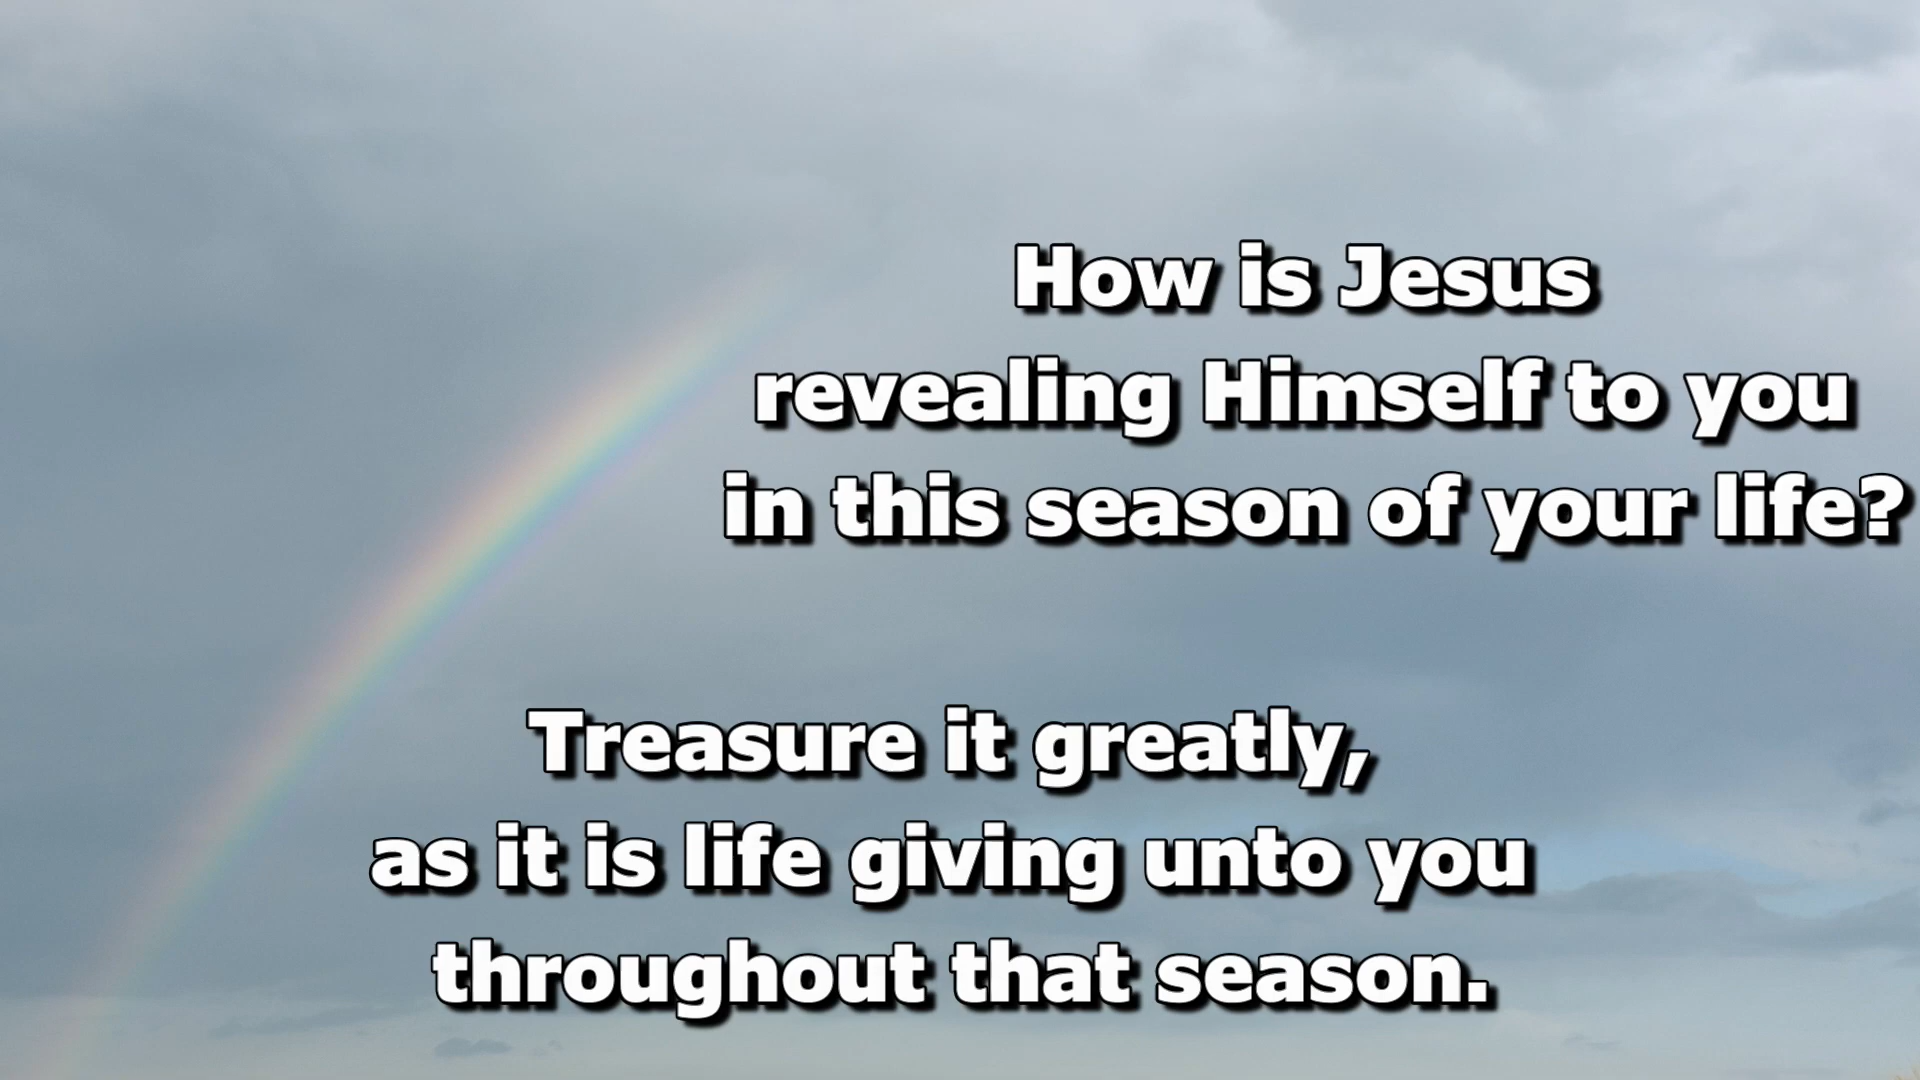 How is Jesus
revealing Himself to you
in this season of your life?
Treasure it greatly,
as it is life giving unto you
throughout that season.